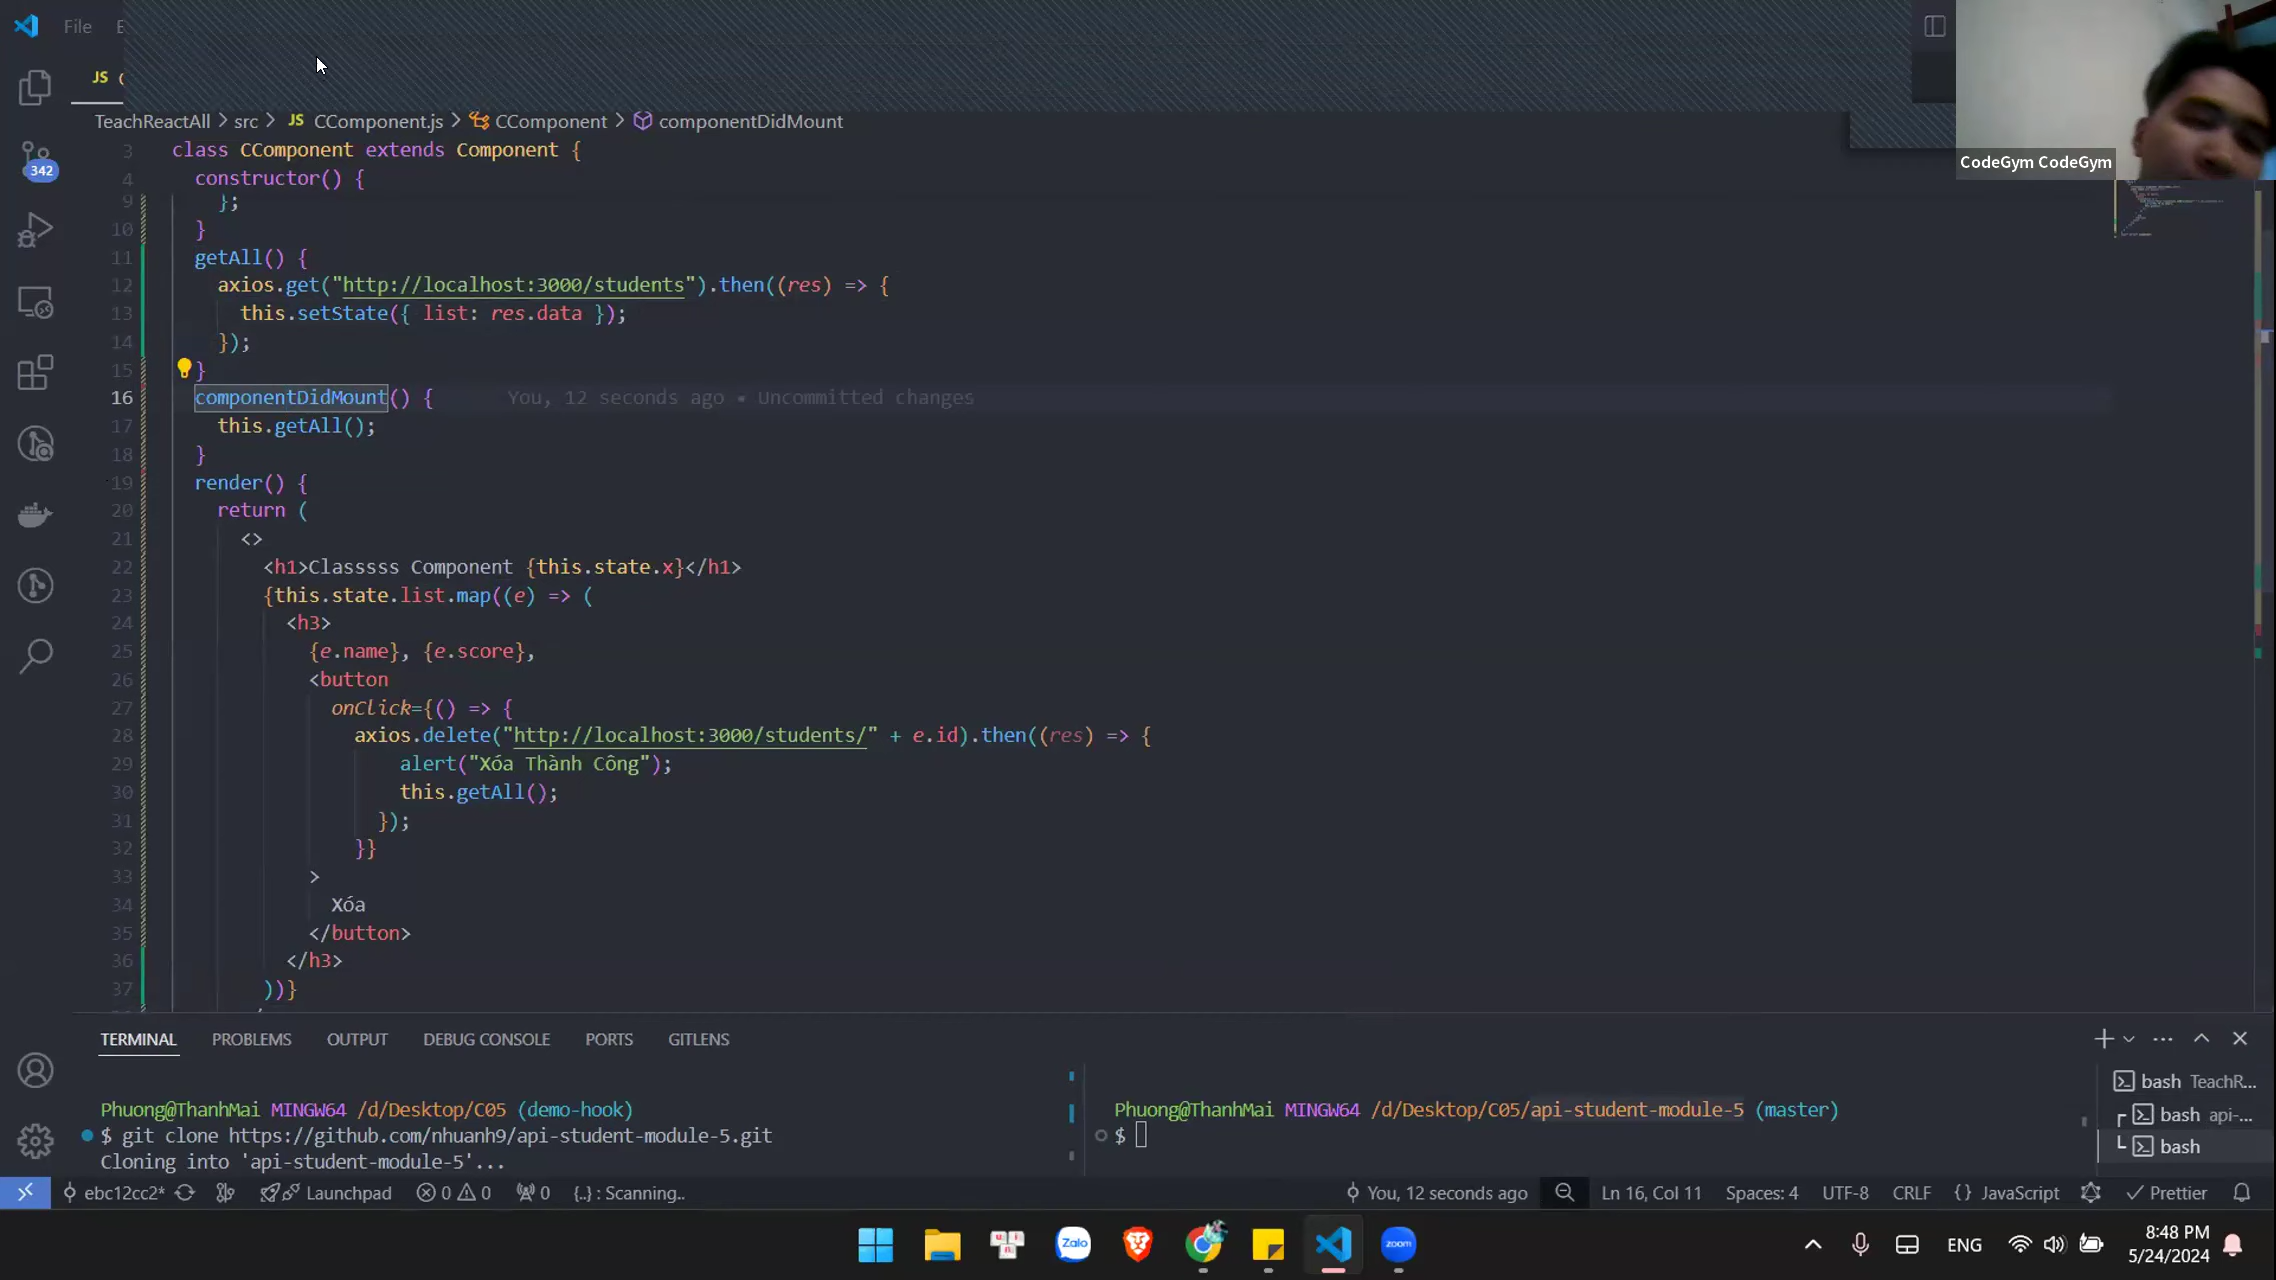 File
JS
TeachReactAll > src > JS CComponent.js > CComponent > componentDidMount
CodeGym CodeGym
3 class CComponent extends Component {
4 constructor() {
9 };
10 }
11 getAll() {
12 axios.get("http://localhost:3000/students").then((res) => {
13 this.setState({ list: res.data });
14 });
15 }
16 componentDidMount() { You, 12 seconds ago • Uncommitted changes
17 this.getAll();
18 }
19 render() {
20 return (
21 <>
22 <h1>Classsss Component {this.state.x}</h1>
23 {this.state.list.map((e) => (
24 <h3>
25 {e.name}, {e.score},
26 <button
27 onClick={() => {
28 axios.delete("http://localhost:3000/students/" + e.id).then((res) => {
29 alert("Xóa Thành Công");
30 this.getAll();
31 });
32 }}
33 >
34 Xóa
35 </button>
36 </h3>
37 ))}
342
TERMINAL PROBLEMS OUTPUT DEBUG CONSOLE PORTS GITLENS
Phuong@ThanhMai MINGW64 /d/Desktop/C05 (demo-hook)
$ git clone https://github.com/nhuanh9/api-student-module-5.git
Cloning into 'api-student-module-5'...
Phuong@ThanhMai MINGW64 /d/Desktop/C05/api-student-module-5 (master)
$
bash TeachR...
bash api-...
bash
ebc12cc2* Launchpad 0 0 0 {..} : Scanning.. You, 12 seconds ago Ln 16, Col 11 Spaces: 4 UTF-8 CRLF {} JavaScript Prettier
Zalo
zoom
ENG
8:48 PM
5/24/2024